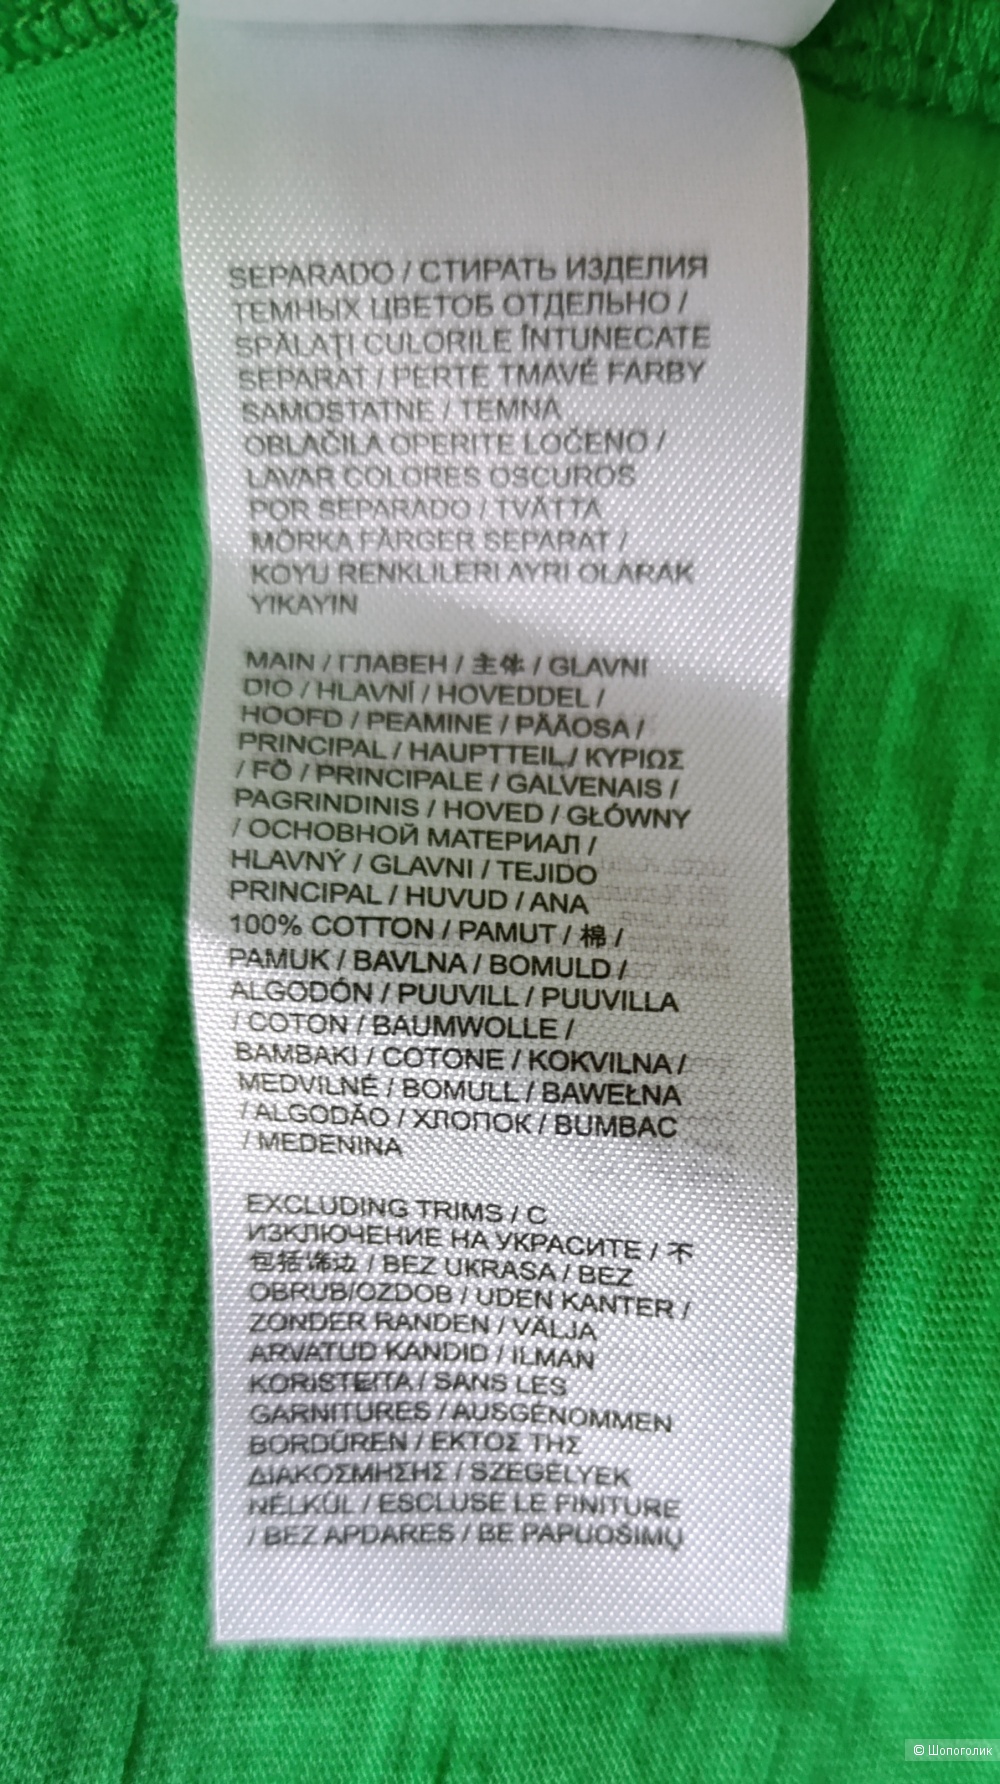 SEPARADO / СТИРАТЬ ИЗДЕЛИЯ
ТЕМНЫХ ЦВЕТОБ ОТДЕЛЬНО /
SPĂLAŢI CULORILE ÎNTUNECATE
SEPARAT / PERTE TMAVÉ FARBY
SAMOSTATNE / TEMNA
OBLAČILA OPERITE LOČENO /
LAVAR COLORES OSCUROS
POR SEPARADO / TVÄTTA
MÖRKA FÄRGER SEPARAT /
KOYU RENKLILERI AYRI OLARAK
YIKAYIN
MAIN / ГЛАВЕН / 主体 / GLAVNI
DIO / HLAVNÍ / HOVEDDEL /
HOOFD / PEAMINE / PÄÄOSA /
PRINCIPAL / HAUPTTEIL / ΚΥΡΙΩΣ
/ FŐ / PRINCIPALE / GALVENAIS /
PAGRINDINIS / HOVED / GŁÓWNY
/ ОСНОВНОЙ МАТЕРИАЛ /
HLAVNÝ / GLAVNI / TEJIDO
PRINCIPAL / HUVUD / ANA
100% COTTON / PAMUT / 棉 /
PAMUK / BAVLNA / BOMULD /
ALGODÓN / PUUVILL / PUUVILLA
/ COTON / BAUMWOLLE /
BAMBAKI / COTONE / KOKVILNA /
MEDVILNĖ / BOMULL / BAWEŁNA
/ ALGODÃO / ХЛОПОК / BUMBAC
/ MEDENINA
EXCLUDING TRIMS / С
ИЗКЛЮЧЕНИЕ НА УКРАСИТЕ / 不
包括饰边 / BEZ UKRASA / BEZ
OBRUB/OZDOB / UDEN KANTER /
ZONDER RANDEN / VÄLJA
ARVATUD KANDID / ILMAN
KORISTEITA / SANS LES
GARNITURES / AUSGENOMMEN
BORDÜREN / ΕΚΤΟΣ ΤΗΣ
ΔΙΑΚΟΣΜΗΣΗΣ / SZEGÉLYEK
NÉLKÜL / ESCLUSE LE FINITURE
/ BEZ APDARES / BE PAPUOŠIMŲ
© Шопоголик